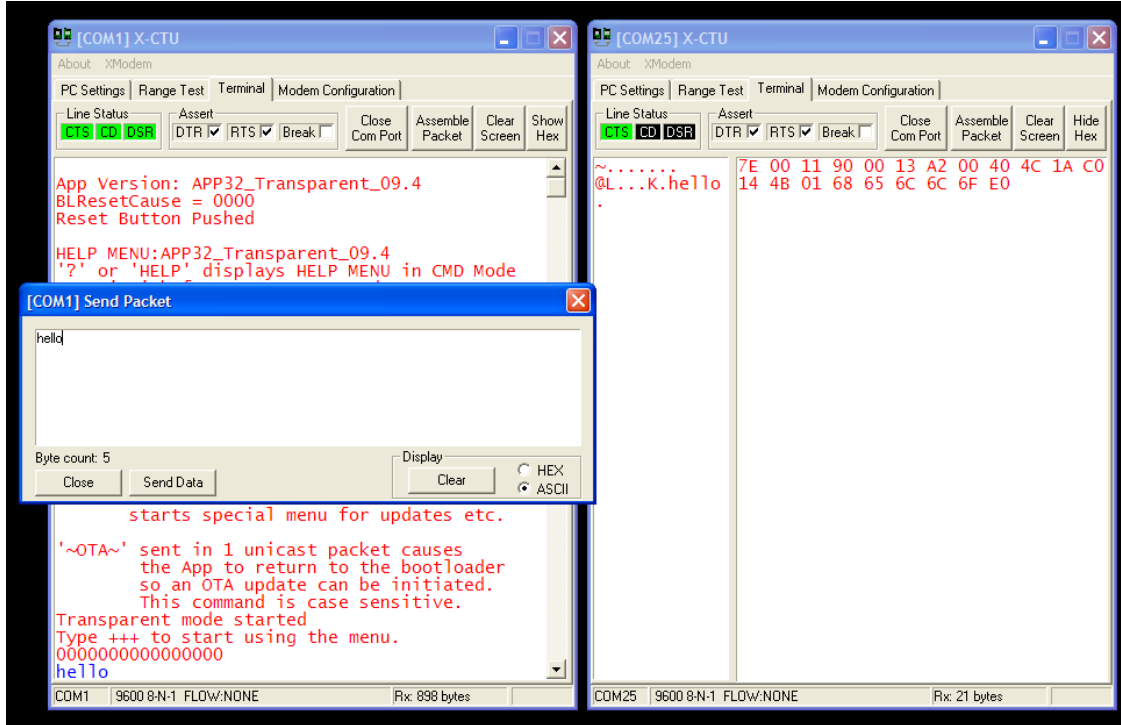 [COM1] X-CTU
About XModem
PC Settings Range Test Terminal Modem Configuration
Line Status
CTS CD DSR
Assert
DTR RTS Break
Close Com Port
Assemble Packet
Clear Screen
Show Hex
App Version: APP32_Transparent_09.4
BLResetCause = 0000
Reset Button Pushed
HELP MENU:APP32_Transparent_09.4
'?' or 'HELP' displays HELP MENU in CMD Mode
[COM1] Send Packet
hello
Byte count: 5
Close
Send Data
Display
Clear
HEX
ASCII
starts special menu for updates etc.
'~OTA~' sent in 1 unicast packet causes
the App to return to the bootloader
so an OTA update can be initiated.
This command is case sensitive.
Transparent mode started
Type +++ to start using the menu.
0000000000000000
hello
COM1 9600 8-N-1 FLOW:NONE Rx: 898 bytes
[COM25] X-CTU
About XModem
PC Settings Range Test Terminal Modem Configuration
Line Status
CTS CD DSR
Assert
DTR RTS Break
Close Com Port
Assemble Packet
Clear Screen
Hide Hex
~....... 7E 00 11 90 00 13 A2 00 40 4C 1A C0
@L...K.hello 14 4B 01 68 65 6C 6C 6F E0
.
COM25 9600 8-N-1 FLOW:NONE Rx: 21 bytes